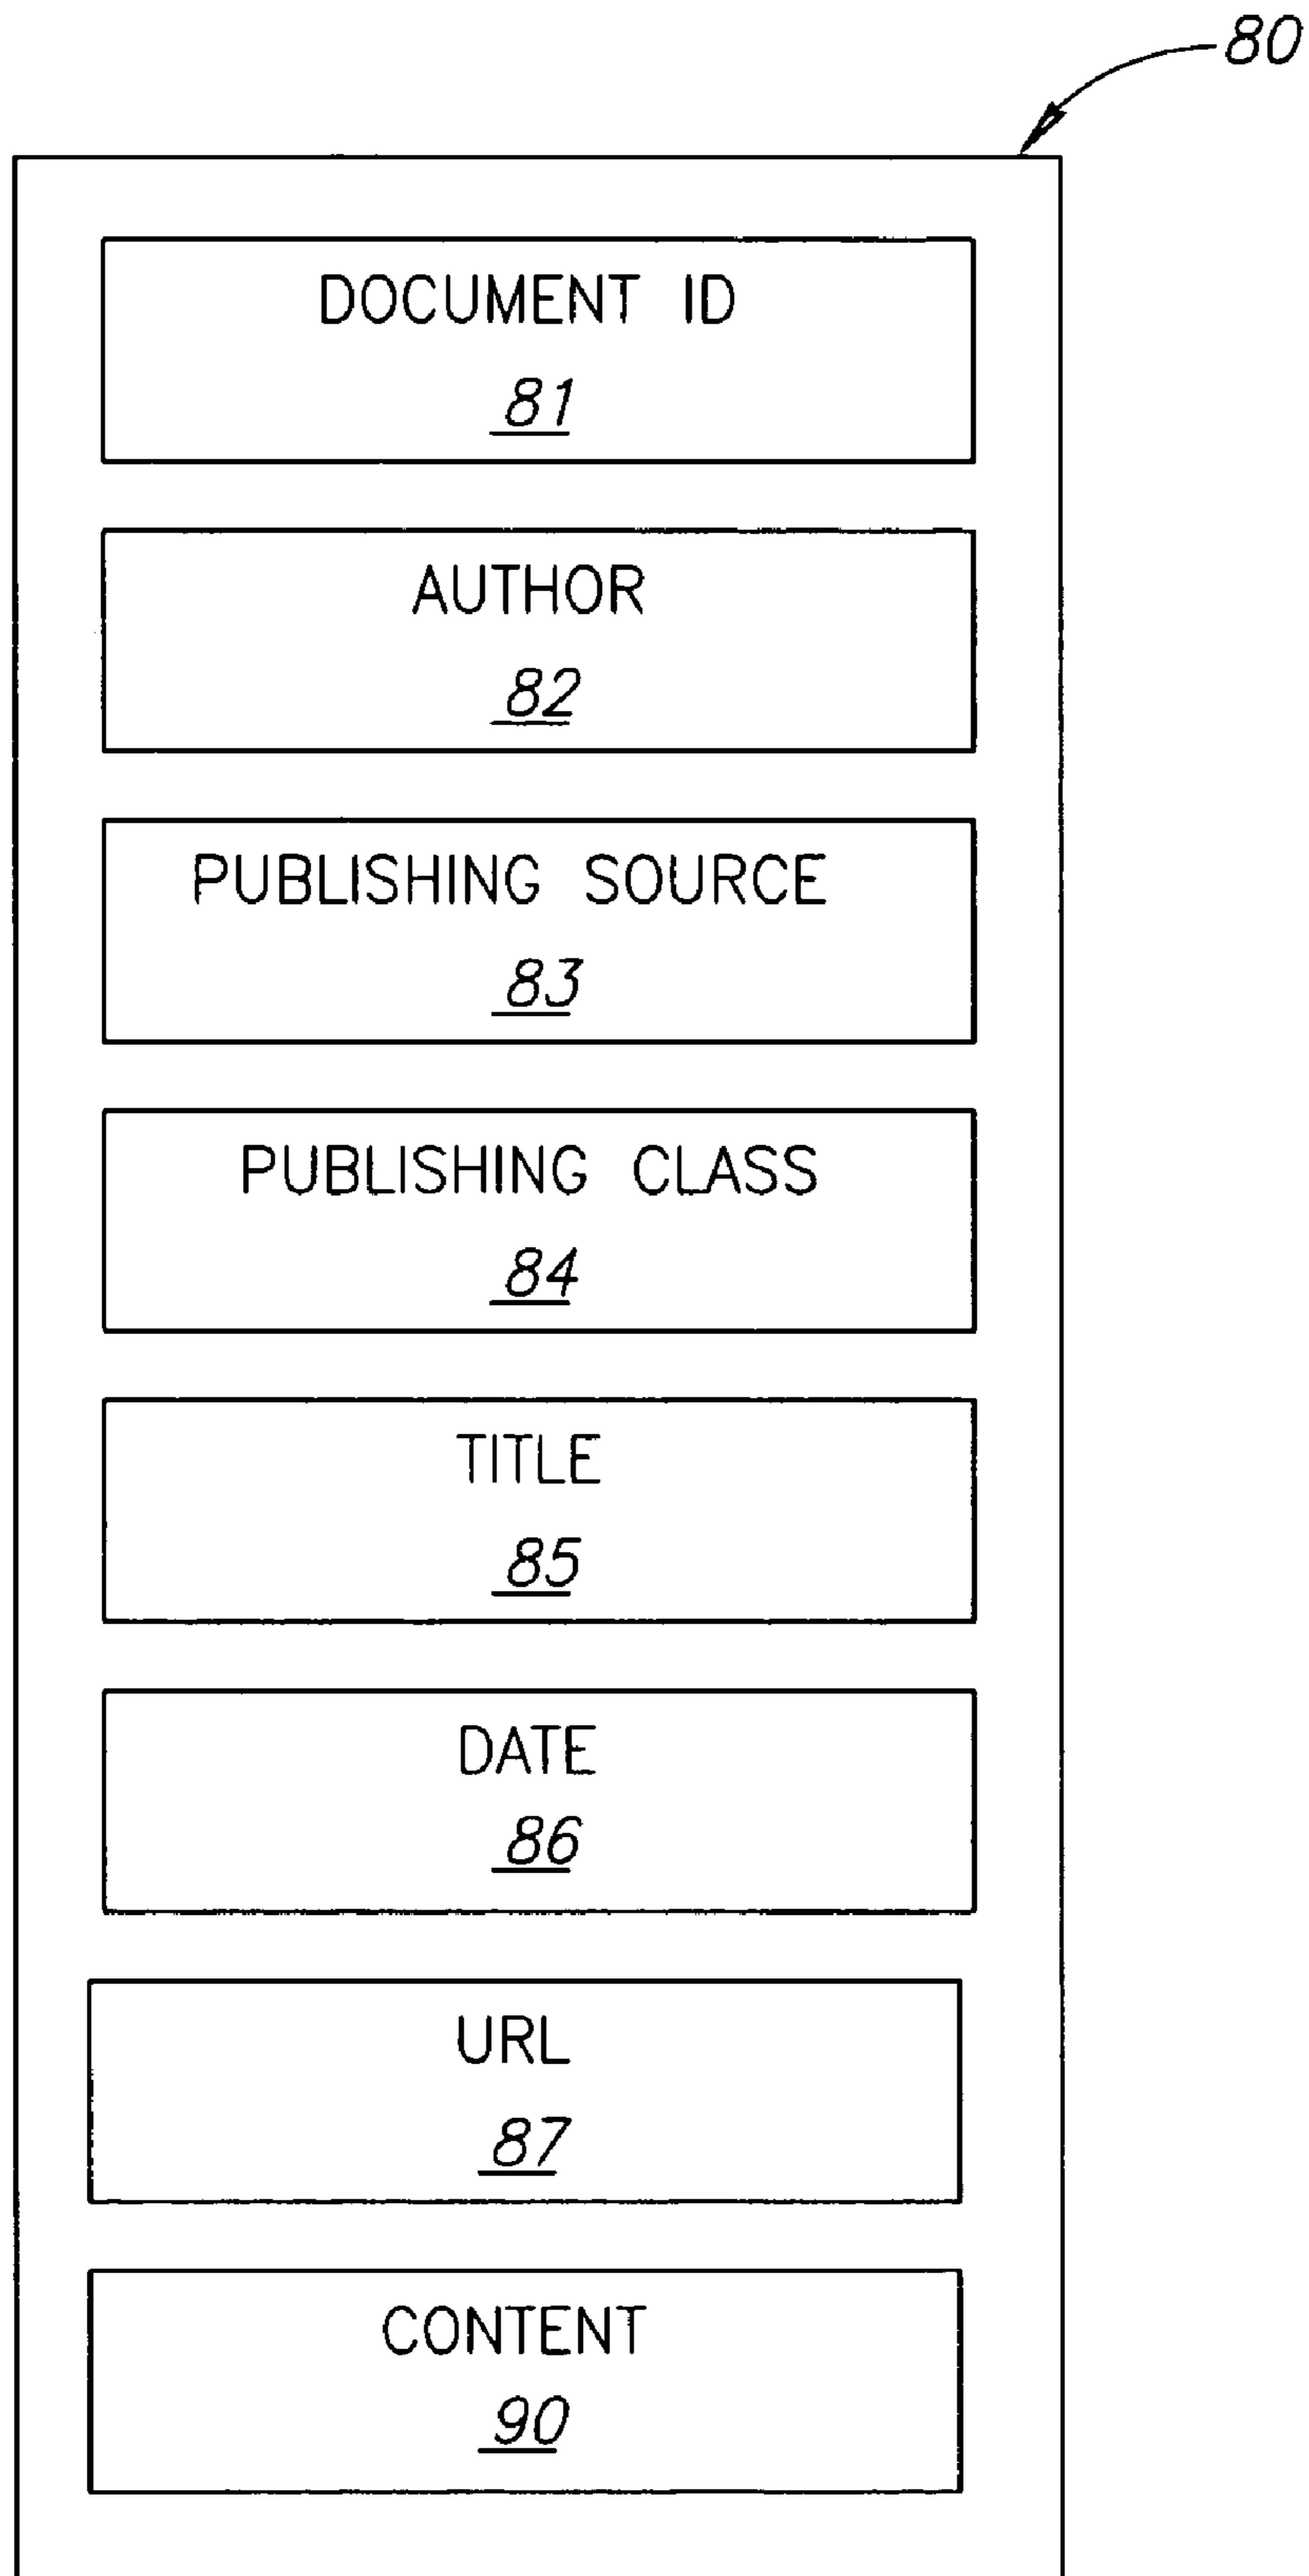 80
DOCUMENT ID
81
AUTHOR
82
PUBLISHING SOURCE
83
PUBLISHING CLASS
84
TITLE
85
DATE
86
URL
87
CONTENT
90